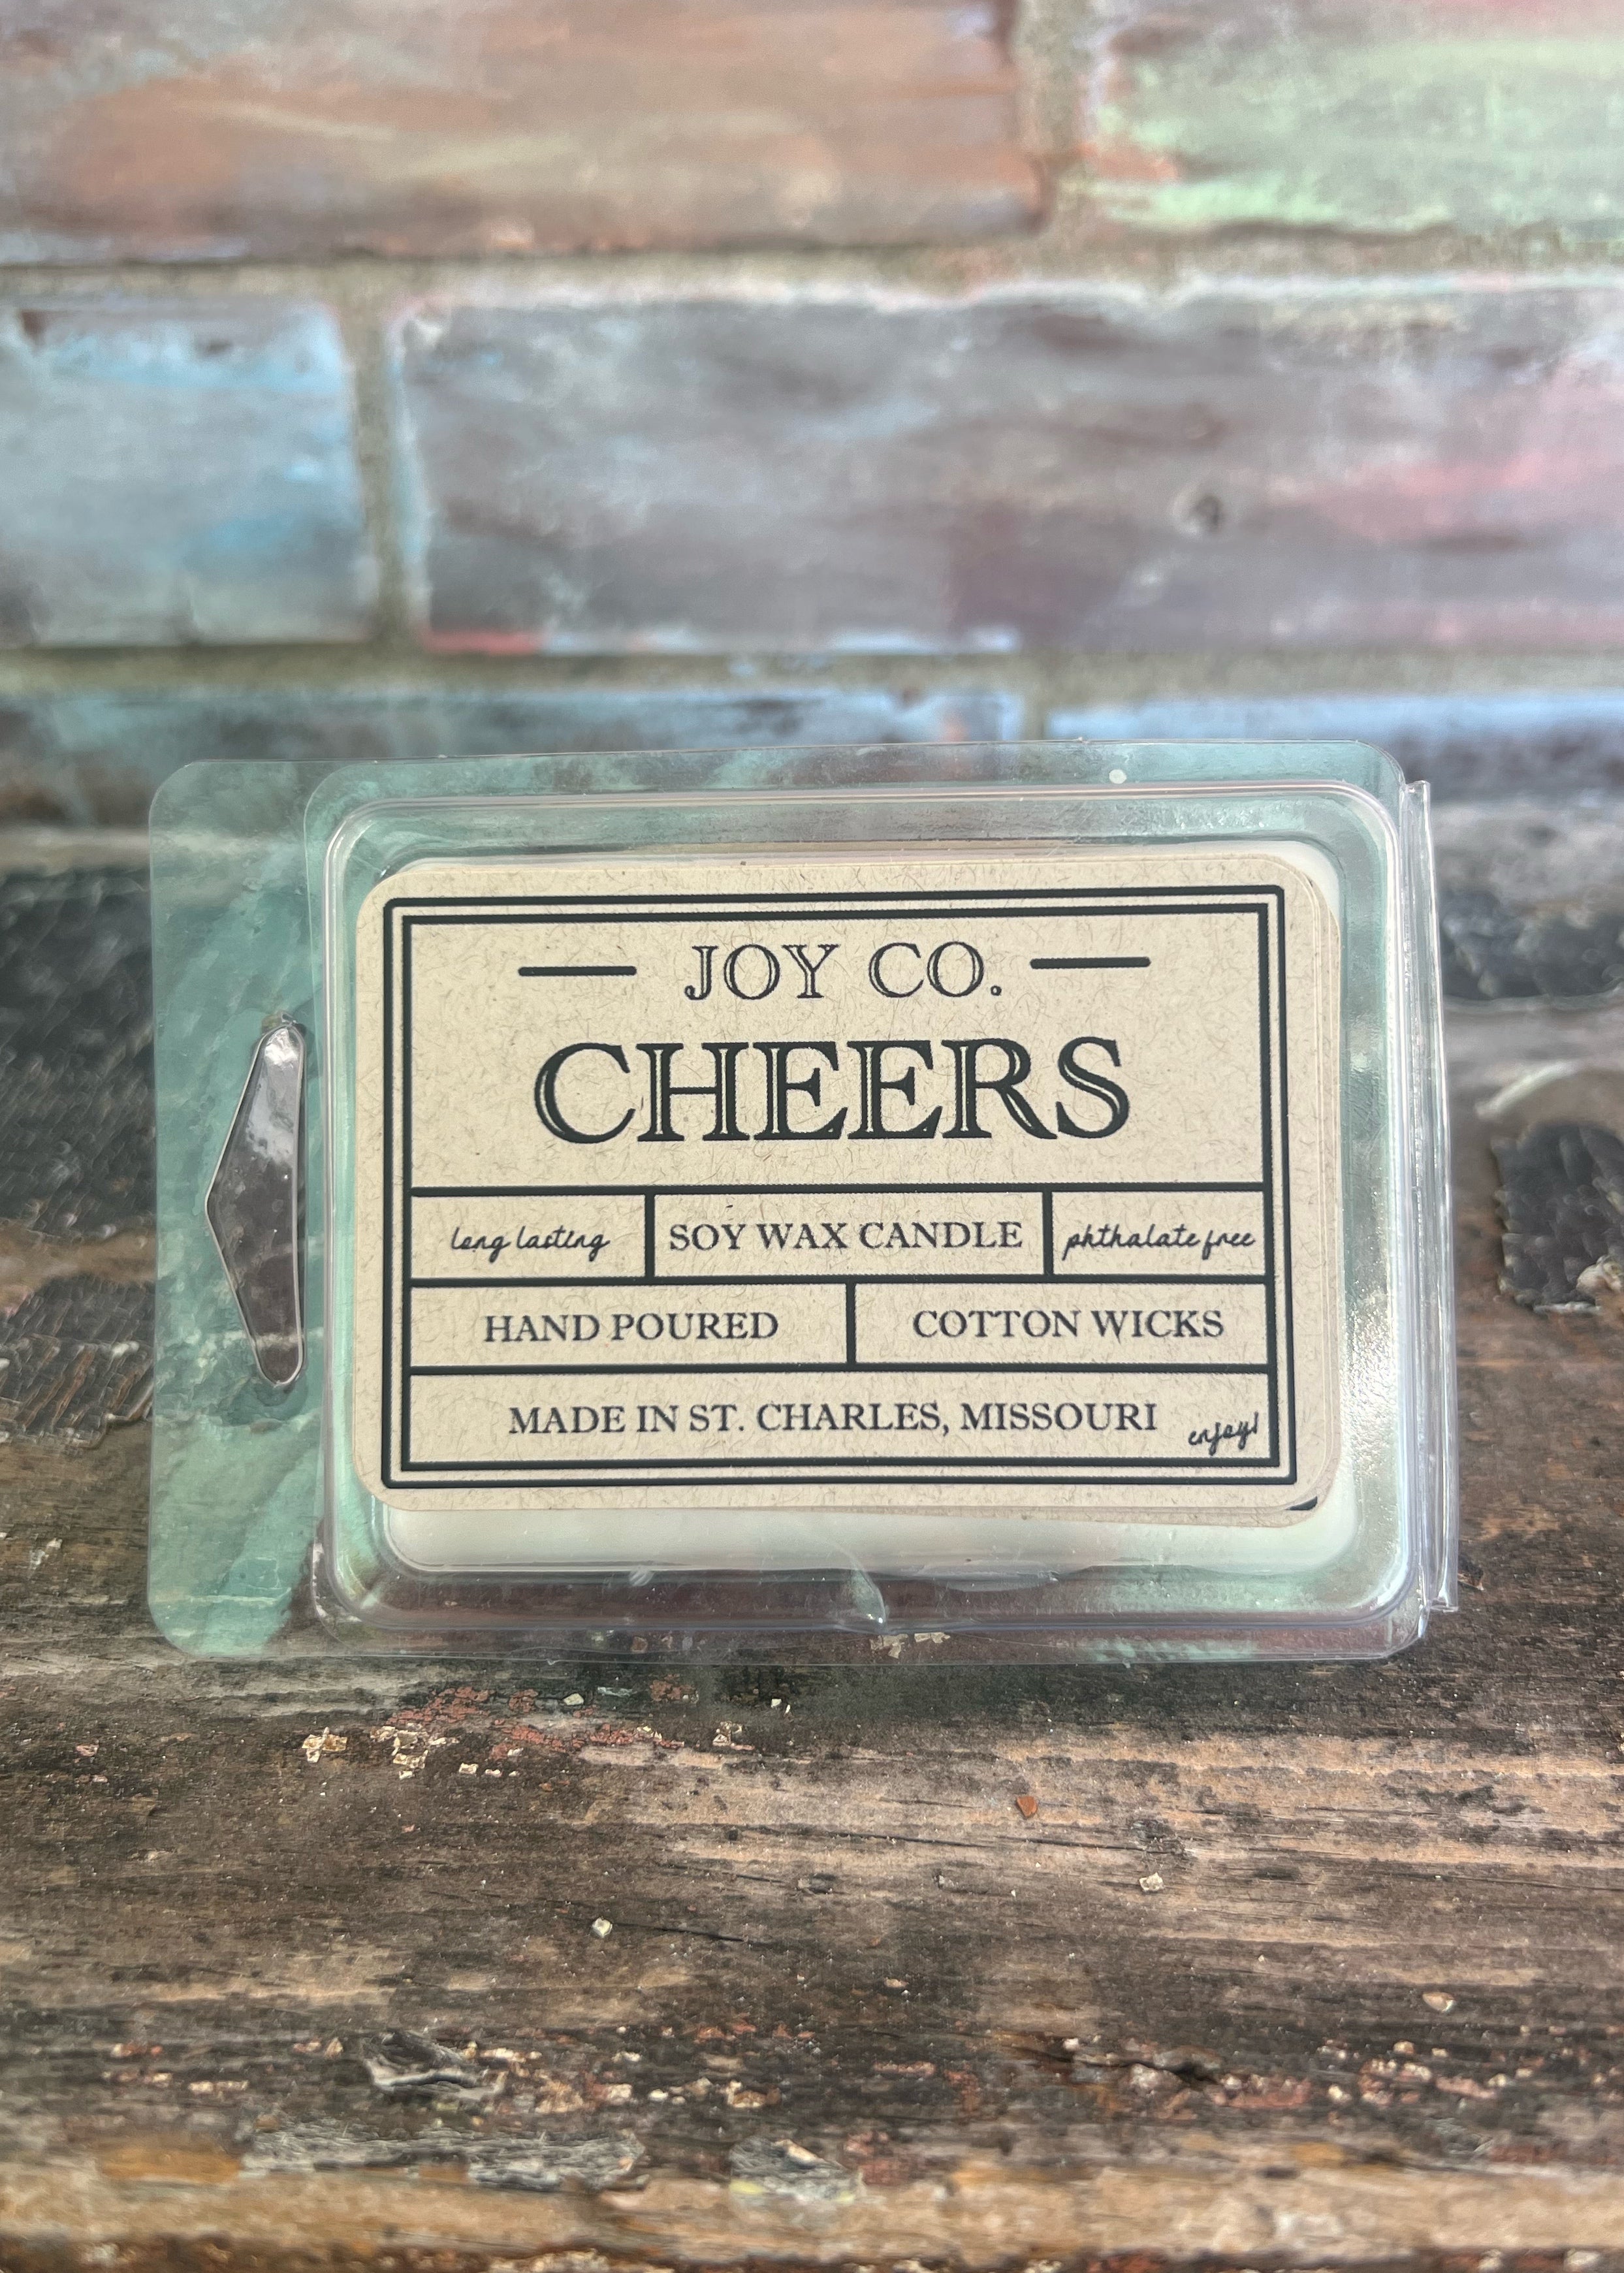 JOY CO.
CHEERS
long lasting SOY WAX CANDLE phthalate free
HAND POURED COTTON WICKS
MADE IN ST. CHARLES, MISSOURI enjoy!